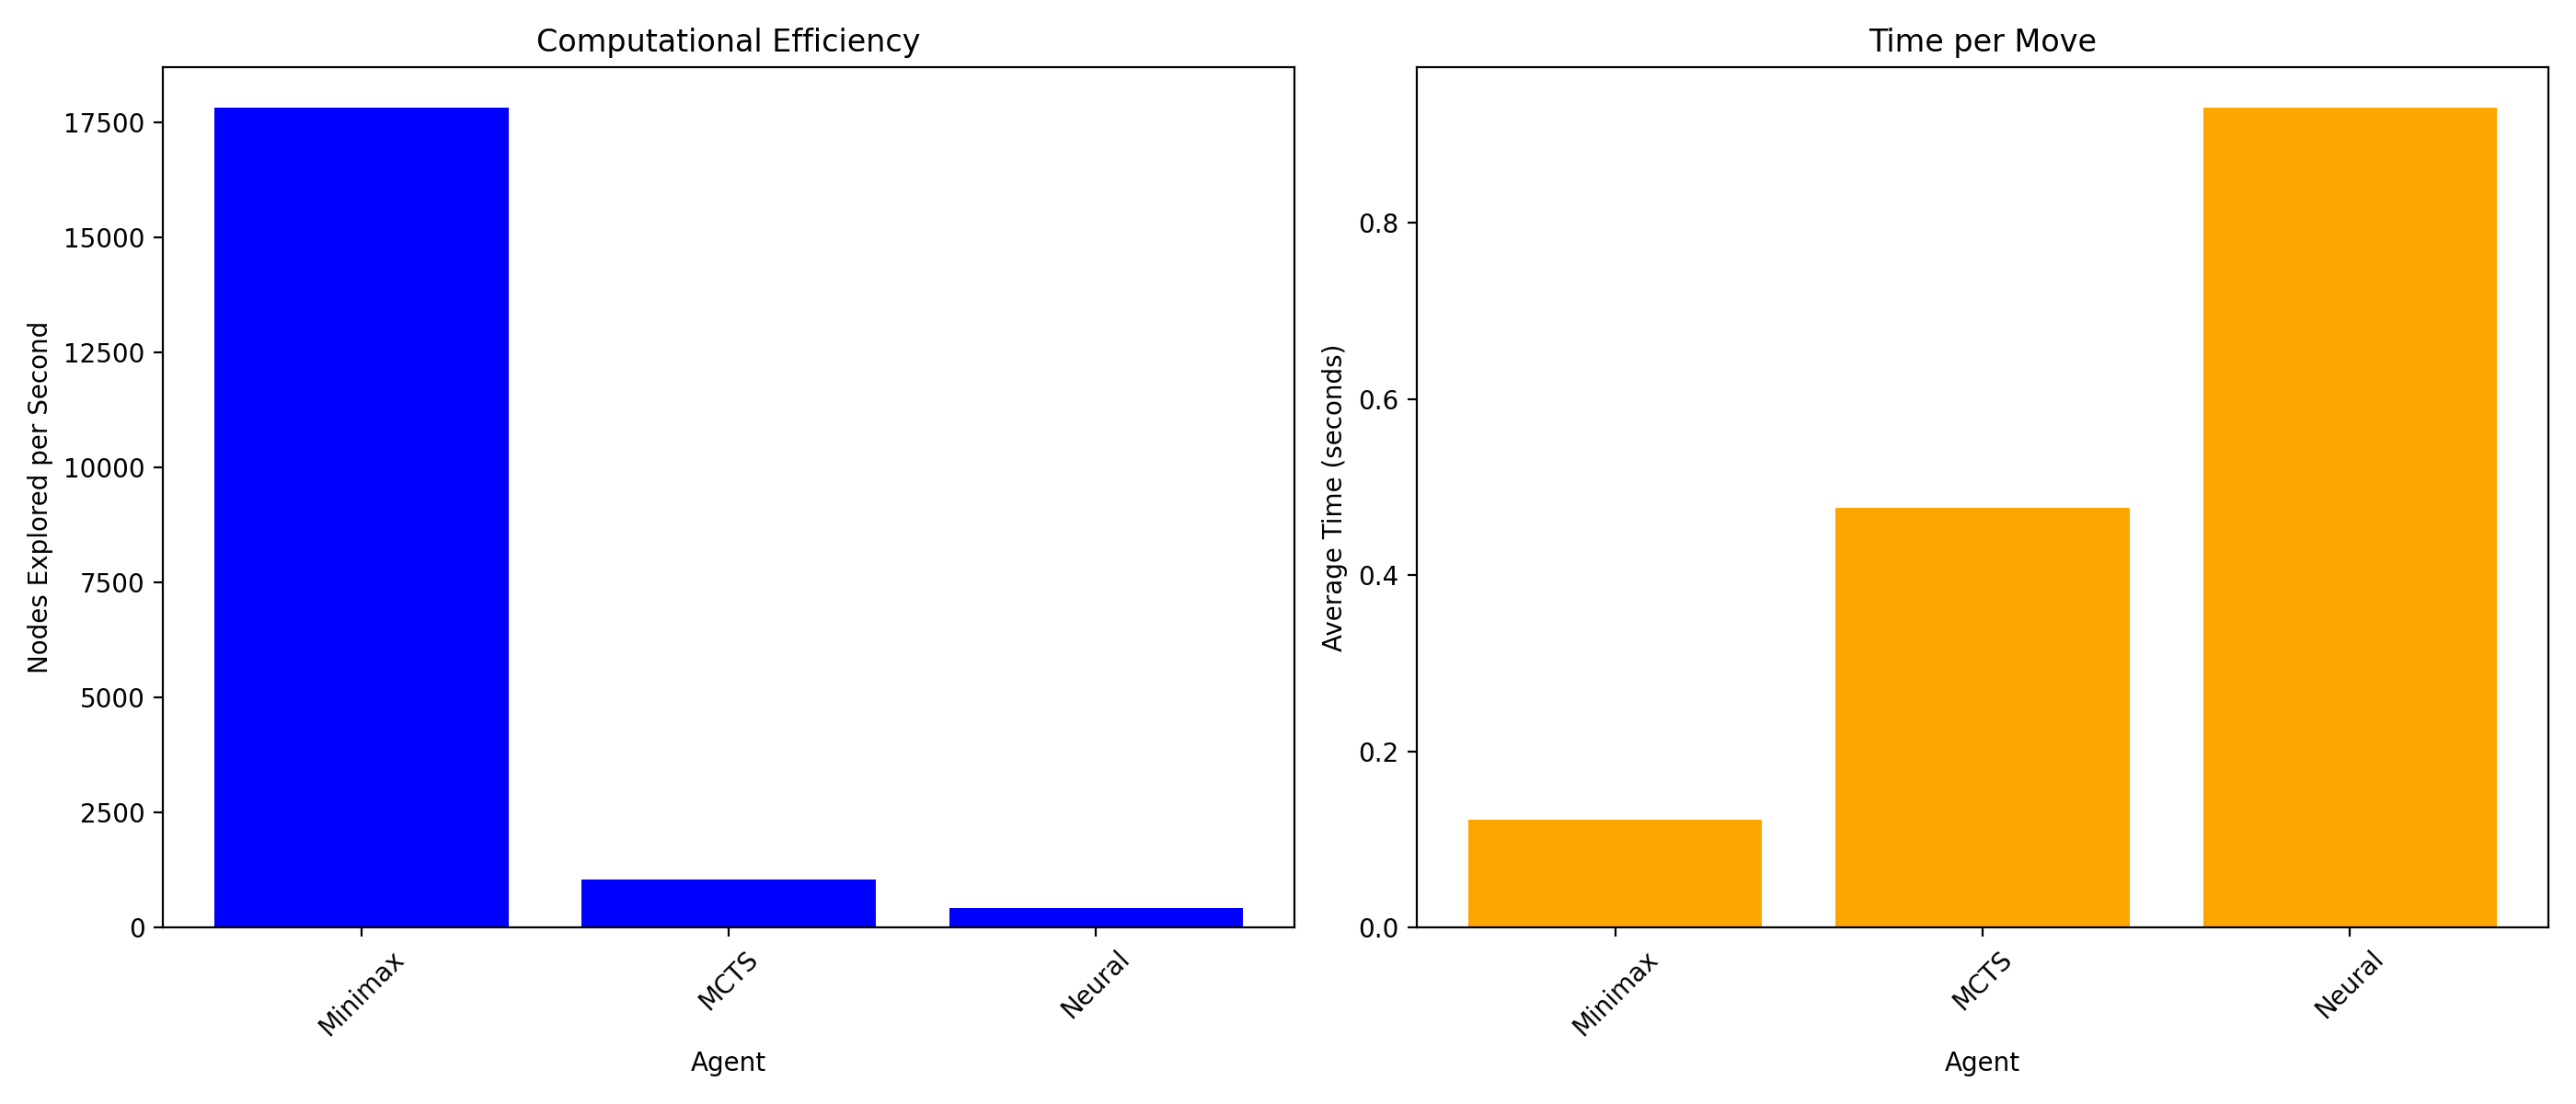 Computational Efficiency
Nodes Explored per Second
17500
15000
12500
10000
7500
5000
2500
0
Minimax
MCTS
Neural
Agent
Time per Move
Average Time (seconds)
0.8
0.6
0.4
0.2
0.0
Minimax
MCTS
Neural
Agent